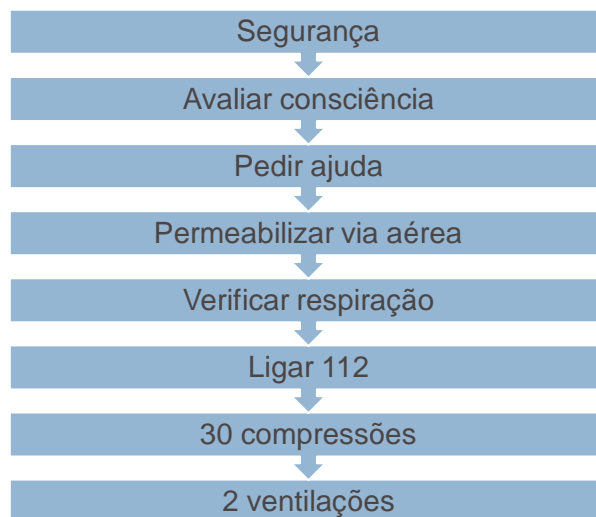 Segurança
Avaliar consciência
Pedir ajuda
Permeabilizar via aérea
Verificar respiração
Ligar 112
30 compressões
2 ventilações